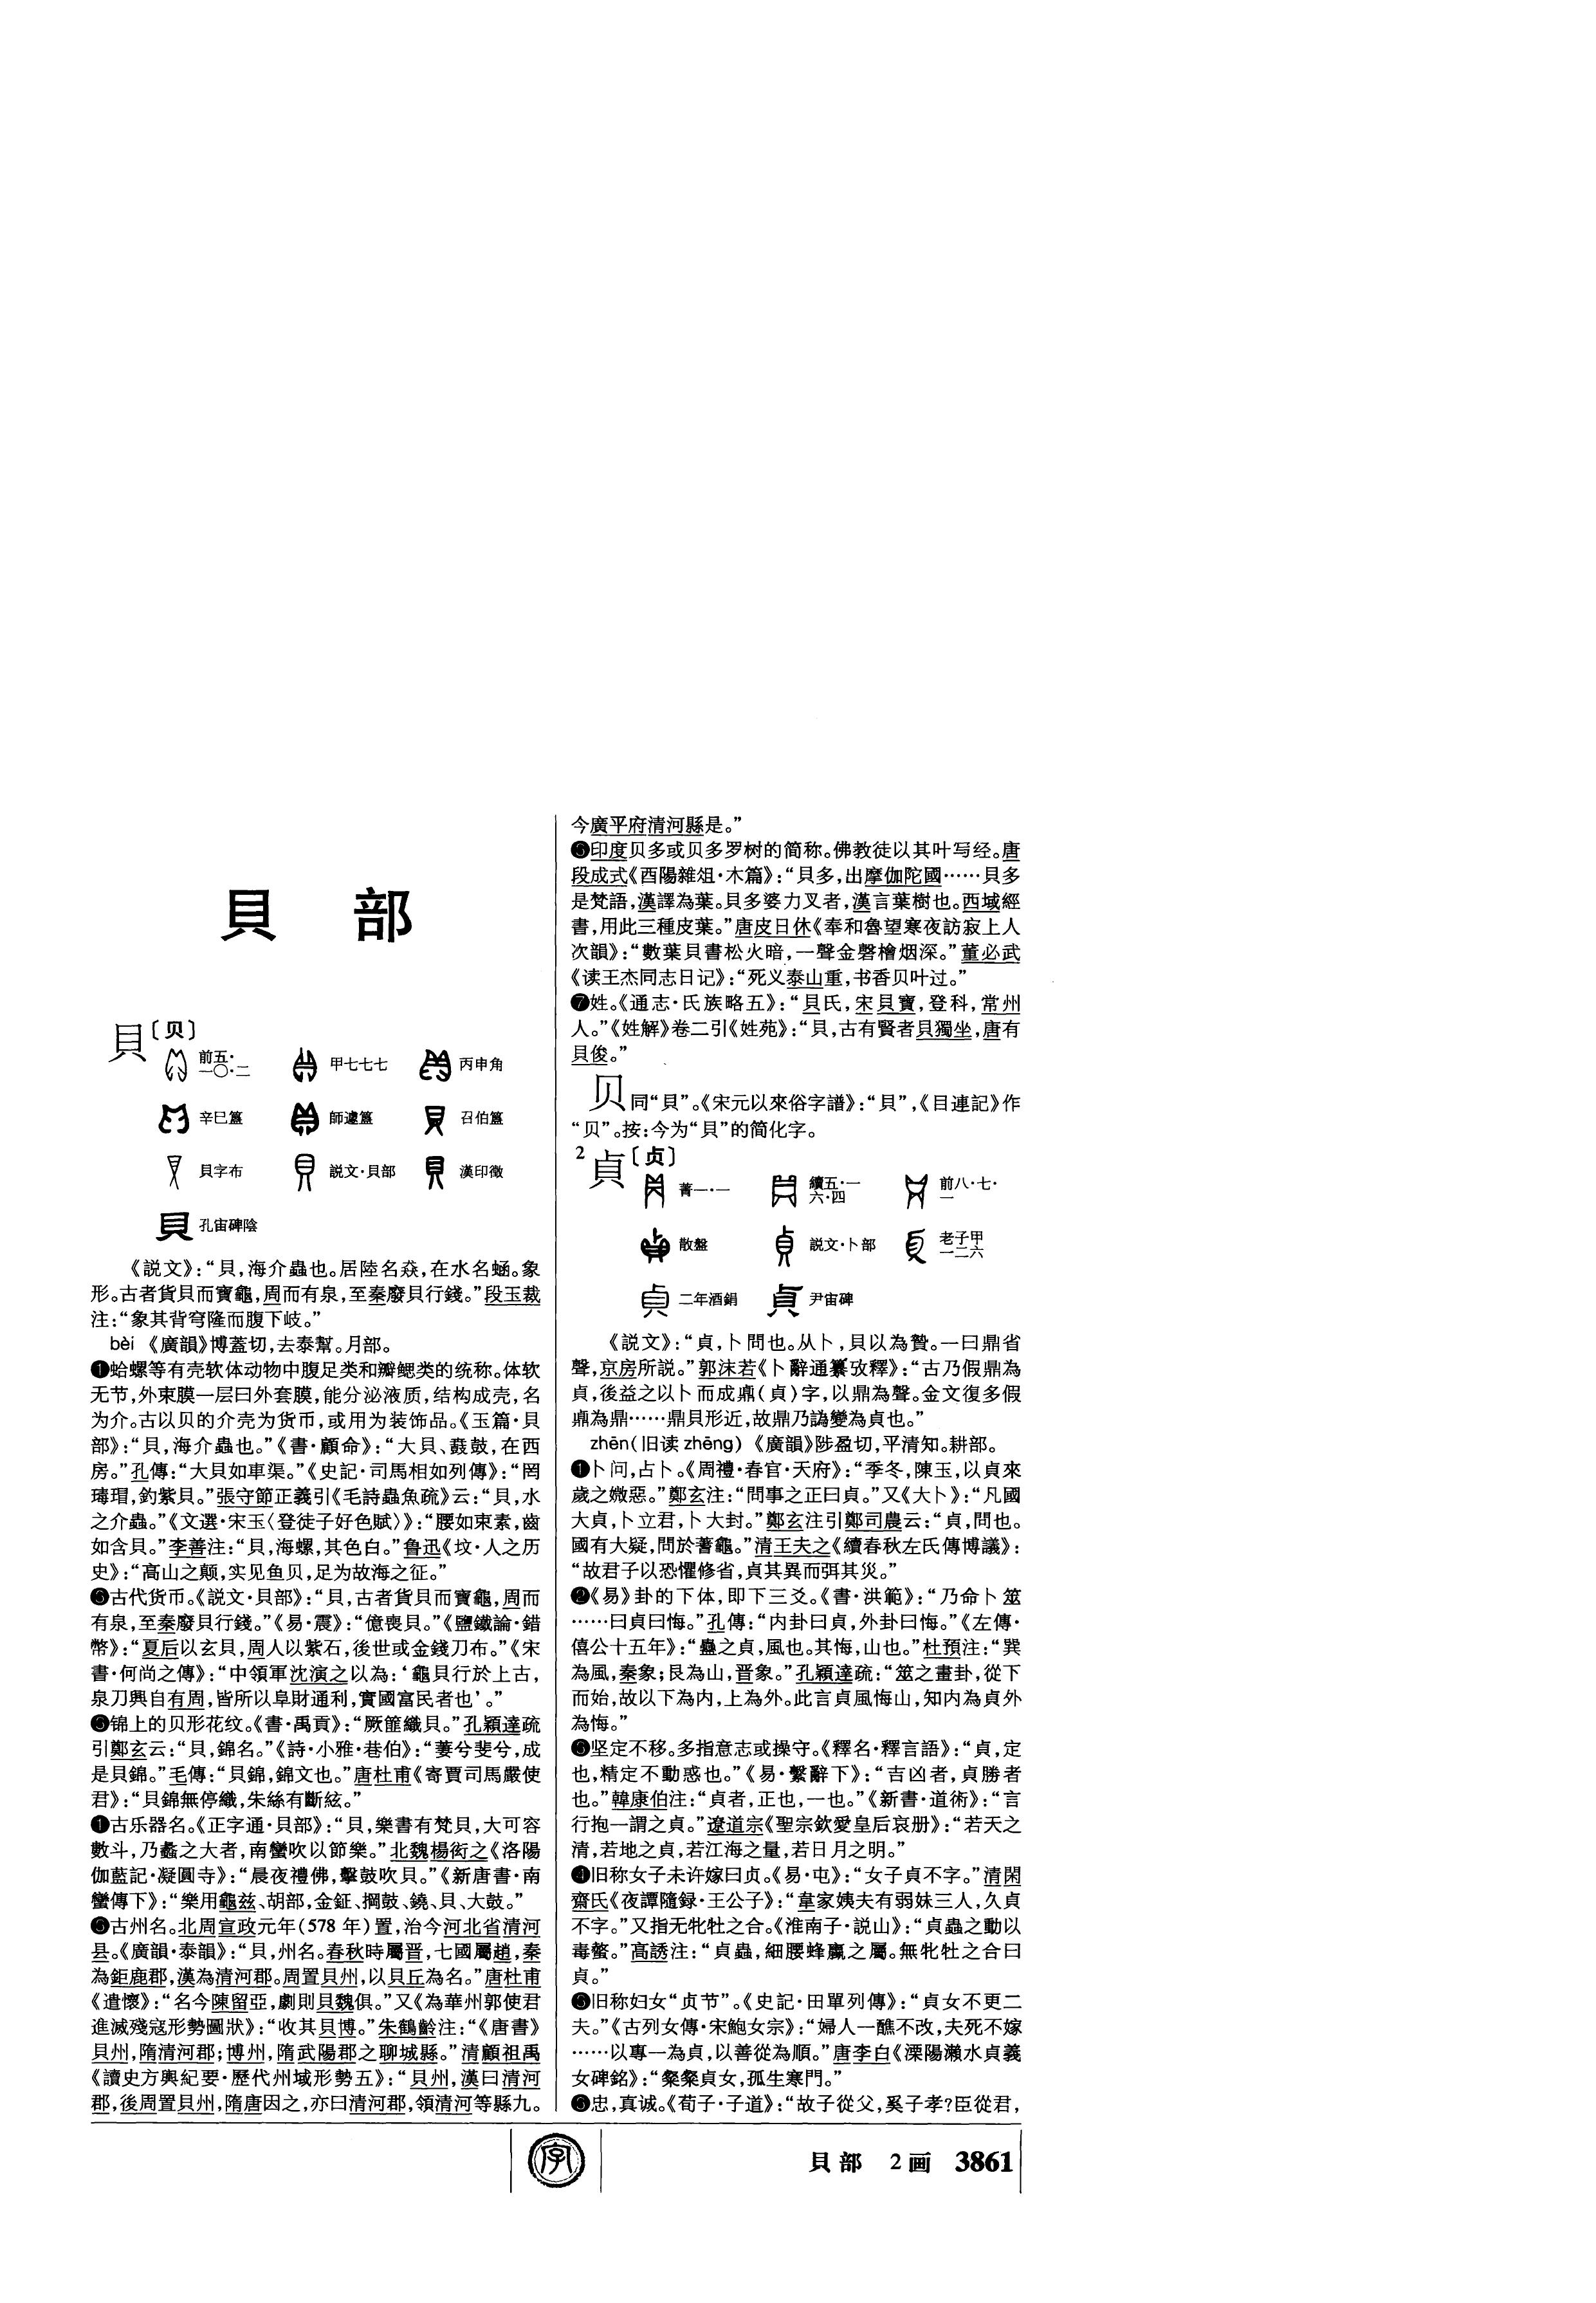 貝 部
貝〔贝〕
前五·一〇·二 甲七七七 丙申角
辛巳簋 師遽簋 召伯簋
貝字布 説文·貝部 漢印徵
孔宙碑陰
《説文》：“貝，海介蟲也。居陸名猋，在水名蜬。象
形。古者貨貝而寶龜，周而有泉，至秦廢貝行錢。”段玉裁
注：“象其背穹隆而腹下岐。”
bèi 《廣韻》博蓋切，去泰幫。月部。
❶蛤螺等有壳软体动物中腹足类和瓣鳃类的统称。体软
无节，外束膜一层曰外套膜，能分泌液质，结构成壳，名
为介。古以贝的介壳为货币，或用为装饰品。《玉篇·貝
部》：“貝，海介蟲也。”《書·顧命》：“大貝、鼖鼓，在西
房。”孔傳：“大貝如車渠。”《史記·司馬相如列傳》：“罔
瑇瑁，釣紫貝。”張守節正義引《毛詩蟲魚疏》云：“貝，水
之介蟲。”《文選·宋玉〈登徒子好色賦〉》：“腰如束素，齒
如含貝。”李善注：“貝，海螺，其色白。”鲁迅《坟·人之历
史》：“高山之颠，实见鱼贝，足为故海之征。”
❷古代货币。《説文·貝部》：“貝，古者貨貝而寶龜，周而
有泉，至秦廢貝行錢。”《易·震》：“億喪貝。”《鹽鐵論·錯
幣》：“夏后以玄貝，周人以紫石，後世或金錢刀布。”《宋
書·何尚之傳》：“中領軍沈演之以為：‘龜貝行於上古，
泉刀興自有周，皆所以阜財通利，實國富民者也’。”
❸锦上的贝形花纹。《書·禹貢》：“厥篚織貝。”孔穎達疏
引鄭玄云：“貝，錦名。”《詩·小雅·巷伯》：“萋兮斐兮，成
是貝錦。”毛傳：“貝錦，錦文也。”唐杜甫《寄賈司馬嚴使
君》：“貝錦無停織，朱絲有斷絃。”
❹古乐器名。《正字通·貝部》：“貝，樂書有梵貝，大可容
數斗，乃蠡之大者，南蠻吹以節樂。”北魏楊衒之《洛陽
伽藍記·凝圓寺》：“晨夜禮佛，擊鼓吹貝。”《新唐書·南
蠻傳下》：“樂用龜兹、胡部，金鉦、掆鼓、鐃、貝、大鼓。”
❺古州名。北周宣政元年（578 年）置，治今河北省清河
县。《廣韻·泰韻》：“貝，州名。春秋時屬晋，七國屬趙，秦
為鉅鹿郡，漢為清河郡。周置貝州，以貝丘為名。”唐杜甫
《遣懷》：“名今陳留亞，劇則貝魏俱。”又《為華州郭使君
進滅殘寇形勢圖狀》：“收其貝博。”朱鶴齡注：“《唐書》
貝州，隋清河郡；博州，隋武陽郡之聊城縣。”清顧祖禹
《讀史方輿紀要·歷代州域形勢五》：“貝州，漢曰清河
郡，後周置貝州，隋唐因之，亦曰清河郡，領清河等縣九。
今廣平府清河縣是。”
❻印度贝多或贝多罗树的简称。佛教徒以其叶写经。唐
段成式《酉陽雜俎·木篇》：“貝多，出摩伽陀國……貝多
是梵語，漢譯為葉。貝多婆力叉者，漢言葉樹也。西域經
書，用此三種皮葉。”唐皮日休《奉和魯望寒夜訪寂上人
次韻》：“數葉貝書松火暗，一聲金磬檜烟深。”董必武
《读王杰同志日记》：“死义泰山重，书香贝叶过。”
❼姓。《通志·氏族略五》：“貝氏，宋貝寶，登科，常州
人。”《姓解》卷二引《姓苑》：“貝，古有賢者貝獨坐，唐有
貝俊。”
贝 同“貝”。《宋元以來俗字譜》：“貝”，《目連記》作
“贝”。按：今为“貝”的简化字。
2
貞〔贞〕
菁一·一 續五·一六·四 前八·七·一
散盤 説文·卜部 老子甲一二六
二年酒鋗 尹宙碑
《説文》：“貞，卜問也。从卜，貝以為贄。一曰鼎省
聲，京房所説。”郭沫若《卜辭通纂攷釋》：“古乃假鼎為
貞，後益之以卜而成鼑（貞）字，以鼎為聲。金文復多假
鼑為鼎……鼎貝形近，故鼑乃譌變為貞也。”
zhēn（旧读 zhēng） 《廣韻》陟盈切，平清知。耕部。
❶卜问，占卜。《周禮·春官·天府》：“季冬，陳玉，以貞來
歲之媺惡。”鄭玄注：“問事之正曰貞。”又《大卜》：“凡國
大貞，卜立君，卜大封。”鄭玄注引鄭司農云：“貞，問也。
國有大疑，問於蓍龜。”清王夫之《續春秋左氏傳博議》：
“故君子以恐懼修省，貞其異而弭其災。”
❷《易》卦的下体，即下三爻。《書·洪範》：“乃命卜筮
……曰貞曰悔。”孔傳：“内卦曰貞，外卦曰悔。”《左傳·
僖公十五年》：“蠱之貞，風也。其悔，山也。”杜預注：“巽
為風，秦象；艮為山，晋象。”孔穎達疏：“筮之畫卦，從下
而始，故以下為内，上為外。此言貞風悔山，知内為貞外
為悔。”
❸坚定不移。多指意志或操守。《釋名·釋言語》：“貞，定
也，精定不動惑也。”《易·繫辭下》：“吉凶者，貞勝者
也。”韓康伯注：“貞者，正也，一也。”《新書·道術》：“言
行抱一謂之貞。”遼道宗《聖宗欽愛皇后哀册》：“若天之
清，若地之貞，若江海之量，若日月之明。”
❹旧称女子未许嫁曰贞。《易·屯》：“女子貞不字。”清閑
齋氏《夜譚隨録·王公子》：“韋家姨夫有弱妹三人，久貞
不字。”又指无牝牡之合。《淮南子·説山》：“貞蟲之動以
毒螫。”高誘注：“貞蟲，細腰蜂蠃之屬。無牝牡之合曰
貞。”
❺旧称妇女“贞节”。《史記·田單列傳》：“貞女不更二
夫。”《古列女傳·宋鮑女宗》：“婦人一醮不改，夫死不嫁
……以專一為貞，以善從為順。”唐李白《溧陽瀨水貞義
女碑銘》：“粲粲貞女，孤生寒門。”
❻忠，真诚。《荀子·子道》：“故子從父，奚子孝？臣從君，
字
貝部 2画 3861